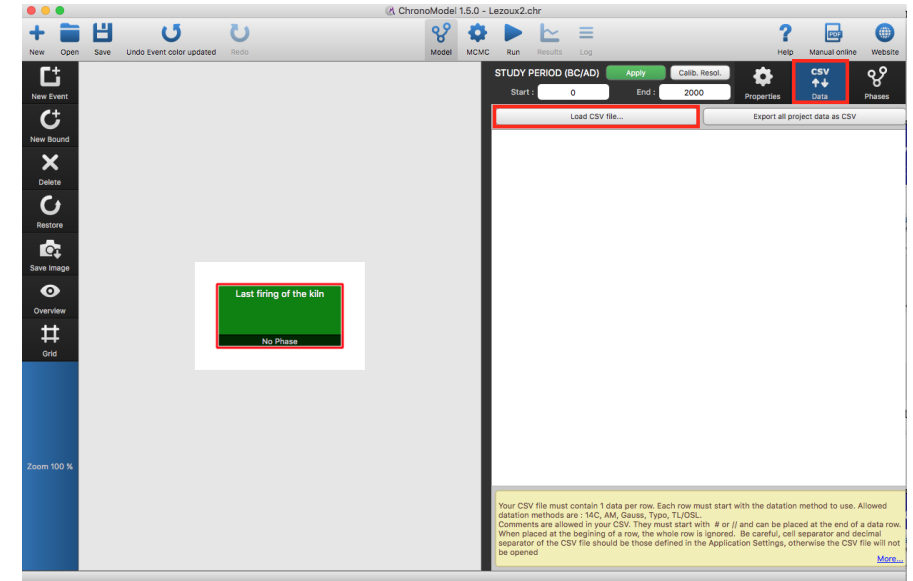 ChronoModel 1.5.0 - Lezoux2.chr
New Open Save Undo Event color updated Redo Model MCMC Run Results Log Help Manual online Website
PDF
New Event
New Bound
Delete
Restore
Save Image
Overview
Grid
Zoom 100 %
Last firing of the kiln
No Phase
STUDY PERIOD (BC/AD) Apply Calib. Resol.
Start : 0 End : 2000
Properties
CSV
Data
Phases
Load CSV file... Export all project data as CSV
Your CSV file must contain 1 data per row. Each row must start with the datation method to use. Allowed
datation methods are : 14C, AM, Gauss, Typo, TL/OSL.
Comments are allowed in your CSV. They must start with # or // and can be placed at the end of a data row.
When placed at the begining of a row, the whole row is ignored. Be careful, cell separator and decimal
separator of the CSV file should be those defined in the Application Settings, otherwise the CSV file will not
be opened
More...